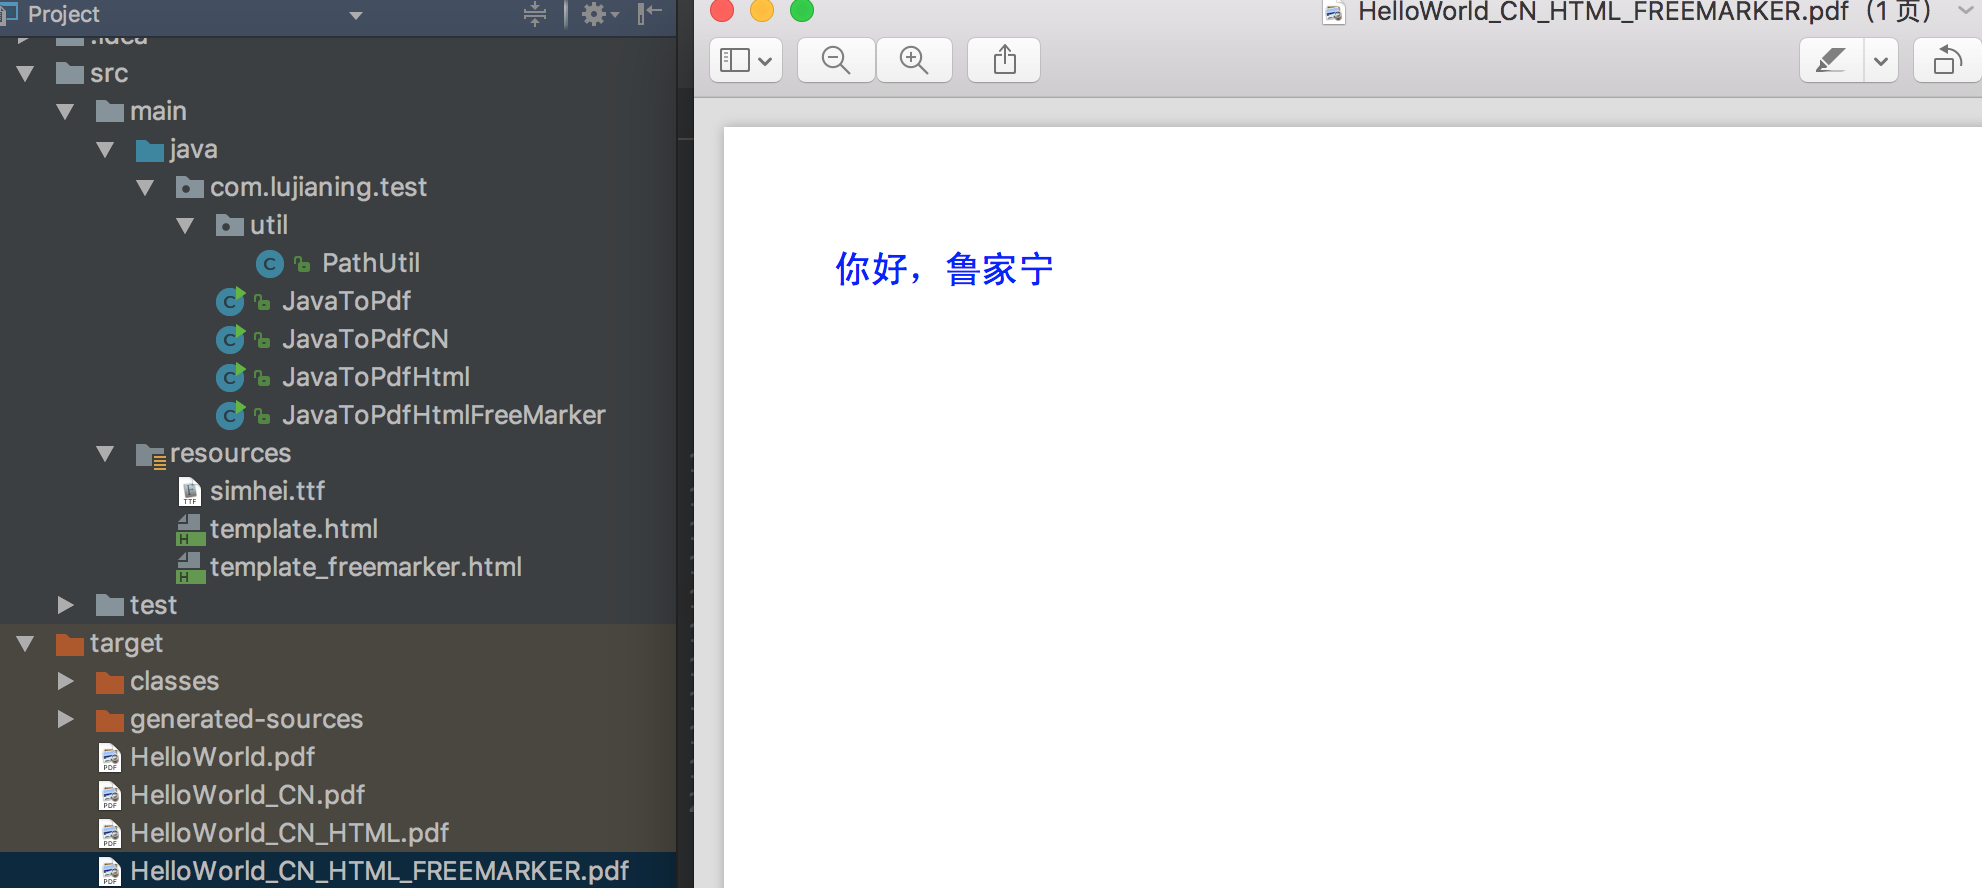 Project
.idea
src
main
java
com.lujianing.test
util
PathUtil
JavaToPdf
JavaToPdfCN
JavaToPdfHtml
JavaToPdfHtmlFreeMarker
resources
simhei.ttf
template.html
template_freemarker.html
test
target
classes
generated-sources
HelloWorld.pdf
HelloWorld_CN.pdf
HelloWorld_CN_HTML.pdf
HelloWorld_CN_HTML_FREEMARKER.pdf
HelloWorld_CN_HTML_FREEMARKER.pdf（1 页）
你好，鲁家宁